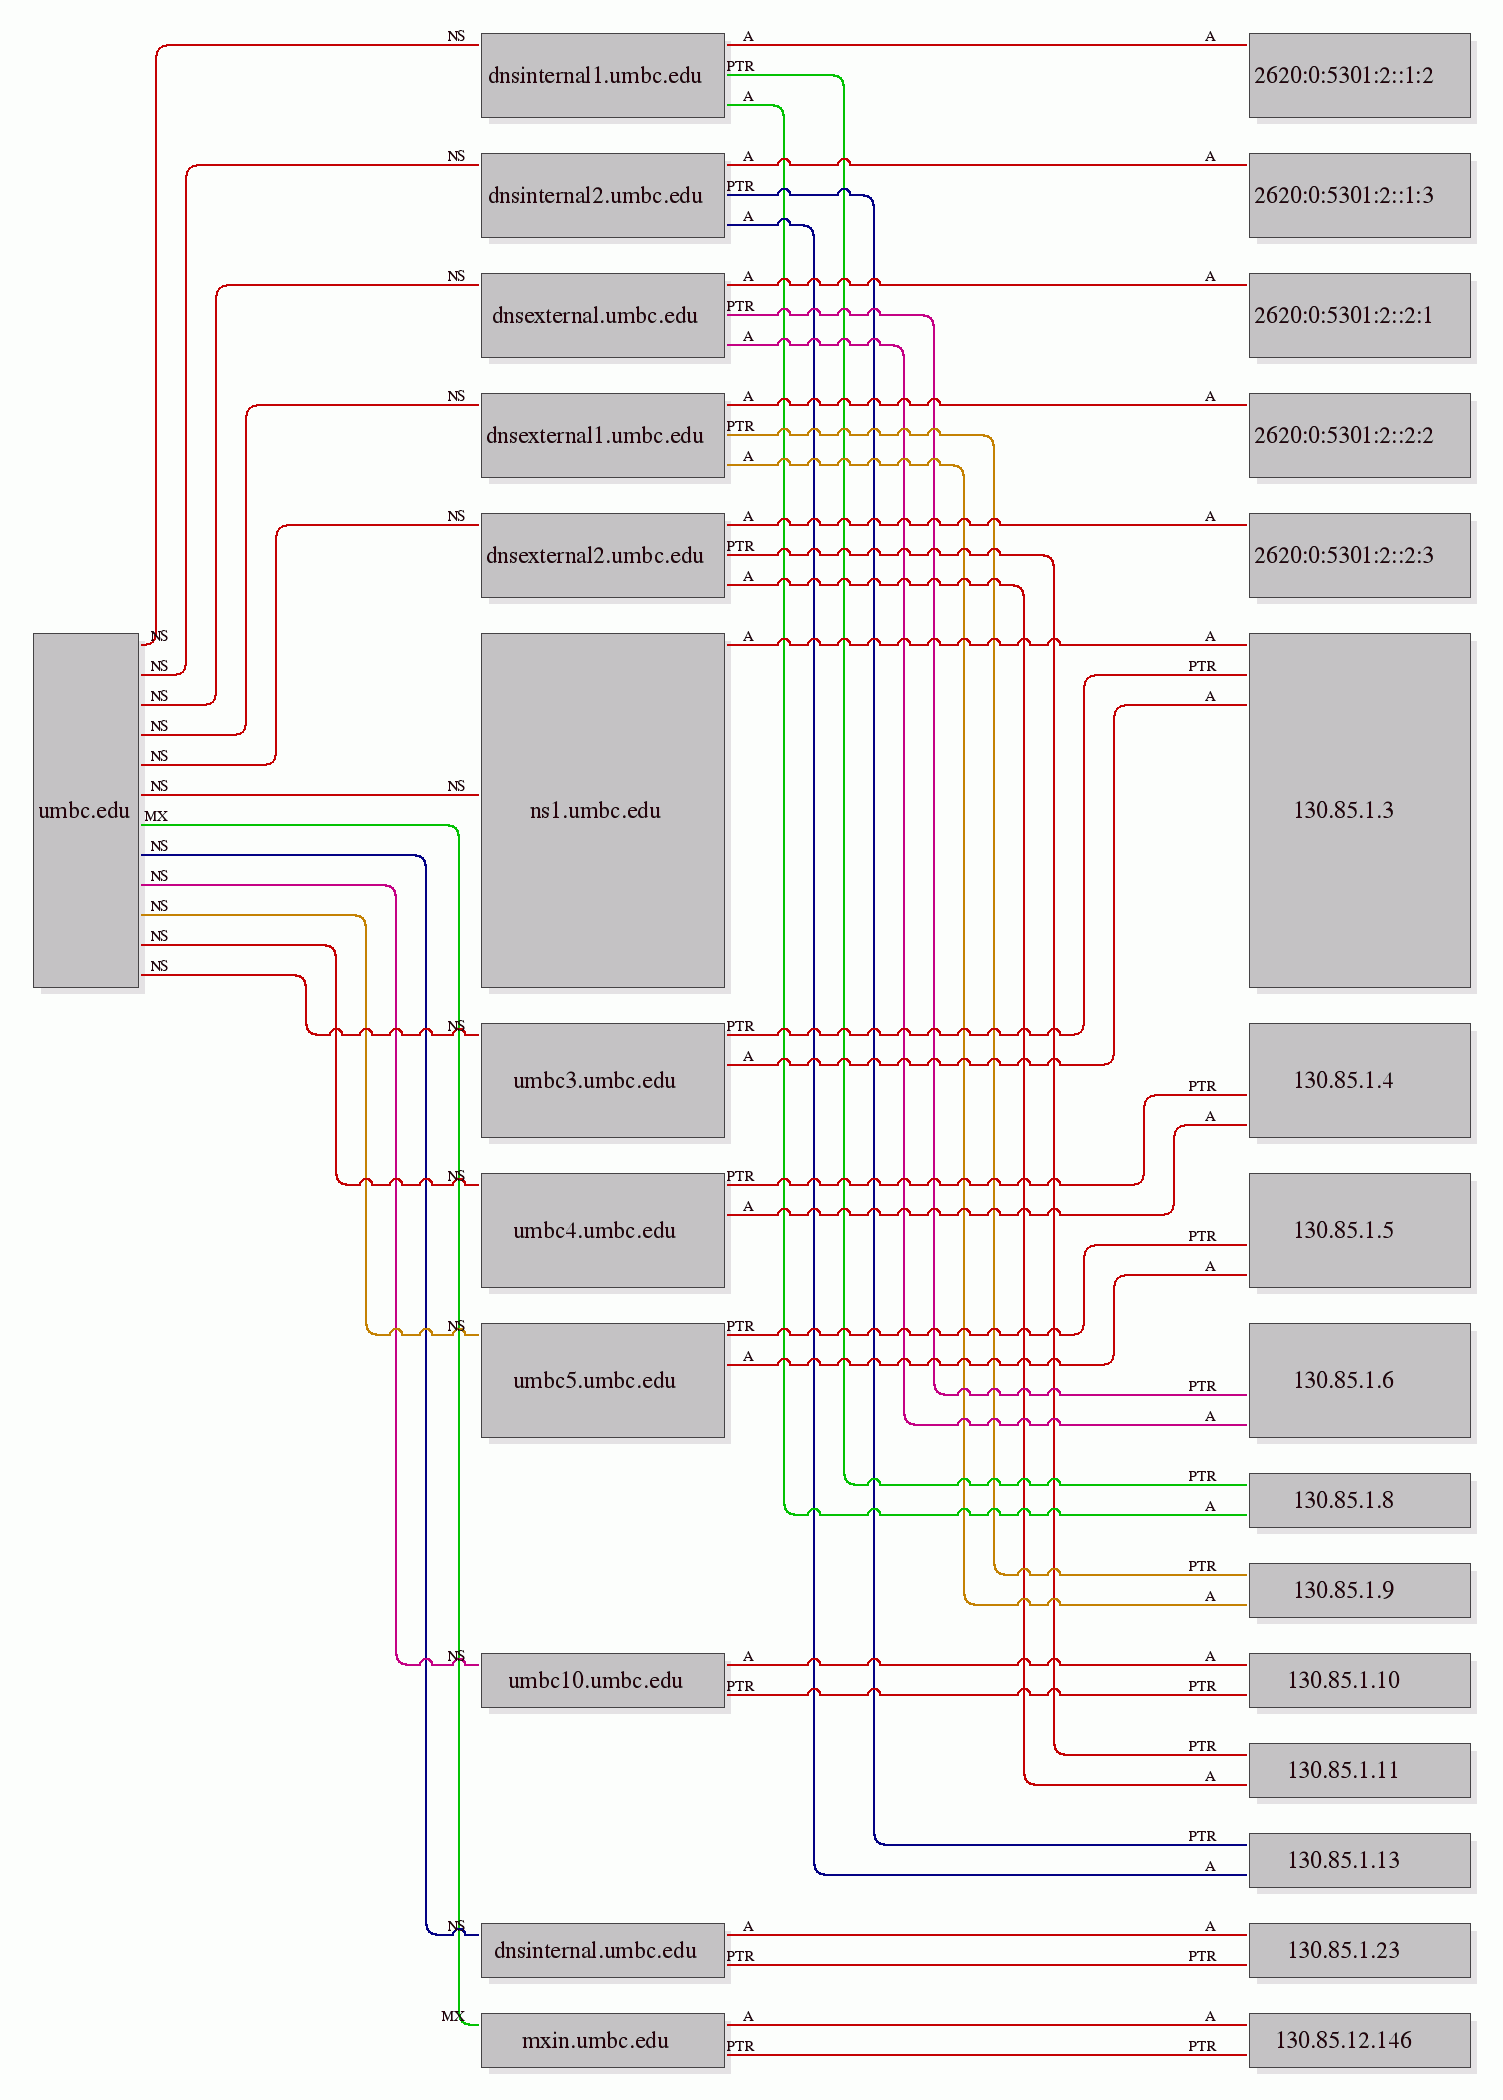 NS dnsinternal1.umbc.edu A A 2620:0:5301:2::1:2
PTR
A
NS dnsinternal2.umbc.edu A A 2620:0:5301:2::1:3
PTR
A
NS dnsexternal.umbc.edu A A 2620:0:5301:2::2:1
PTR
A
NS dnsexternal1.umbc.edu A A 2620:0:5301:2::2:2
PTR
A
NS dnsexternal2.umbc.edu A A 2620:0:5301:2::2:3
PTR
A
NS A A
NS PTR
NS A
NS
NS
NS NS
umbc.edu ns1.umbc.edu 130.85.1.3
MX
NS
NS
NS
NS
NS
NS PTR
A
umbc3.umbc.edu 130.85.1.4
PTR
A
NS PTR
A
umbc4.umbc.edu 130.85.1.5
PTR
A
NS PTR
A
umbc5.umbc.edu 130.85.1.6
PTR
A
PTR
130.85.1.8
A
PTR
130.85.1.9
A
NS A A
umbc10.umbc.edu 130.85.1.10
PTR PTR
PTR
130.85.1.11
A
PTR
130.85.1.13
A
NS A A
dnsinternal.umbc.edu 130.85.1.23
PTR PTR
MX A A
mxin.umbc.edu 130.85.12.146
PTR PTR